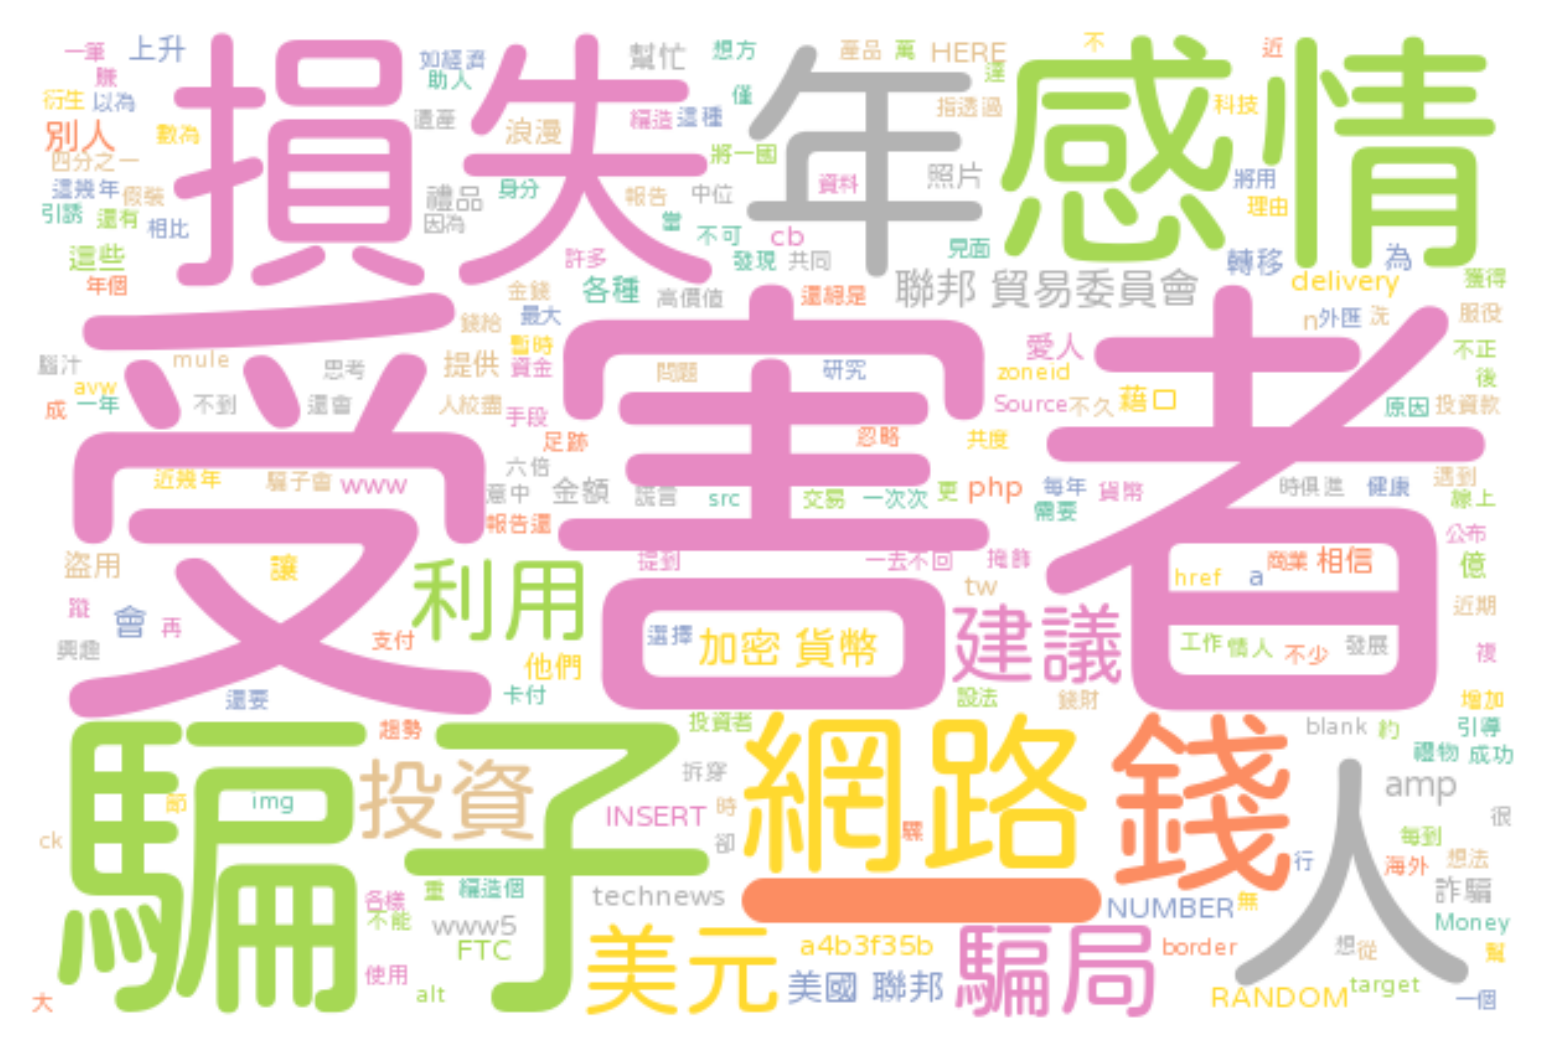 一筆 上升 損失 如經濟 助人 幫忙 想方 年 產品 萬 HERE 不 感情 近
賺 達
衍生 以為 僅 指透過 科技
別人 數為 遺產 浪漫 編造 這種
四分之一 將一國
這幾年 假裝 禮品 身分 報告 中位 資料 照片 將用
引誘 還有 相比 因為 當 不可 cb 見面 理由
這些 許多 發現 共同 轉移 為
年個 金錢 各種 高價值 還總是 聯邦 貿易委員會 delivery 獲得
受害者 錢給 最大 n 外匯 洗 服役
腦汁 mule 思考 提供 暫時 資金 問題 研究 愛人 zoneid 不正
avw 後
成 一年 不到 還會 人絞盡 手段 Source 不久 藉口 原因 投資款
足跡 忽略 共度
近幾年 騙子會 www 六倍 意中 金額 謊言 src 交易 一次次 更 php 每年 貨幣 時俱進 健康 遇到 線上
報告還 需要
盜用 讓 提到 一去不回 掩飾 商業 相信 公布 億
利用 tw href a
蹤 會 再 支付 選擇 加密 貨幣 建議 工作 情人 不少 發展 近期
興趣 他們 複
還要 卡付 設法 錢財 增加
騙子 趨勢 投資者 網路 錢 blank 約 引導
投資 拆穿 禮物 成功
節 img INSERT 時 人 amp
ck 卻 騙 很 每到
各樣 重 編造個 technews 一 行 海外 想法
不能 www5 NUMBER 無 詐騙
FTC 美元 a4b3f35b 騙局 border 想從 Money 幫
使用 alt 美國 聯邦 target
大 RANDOM 一個